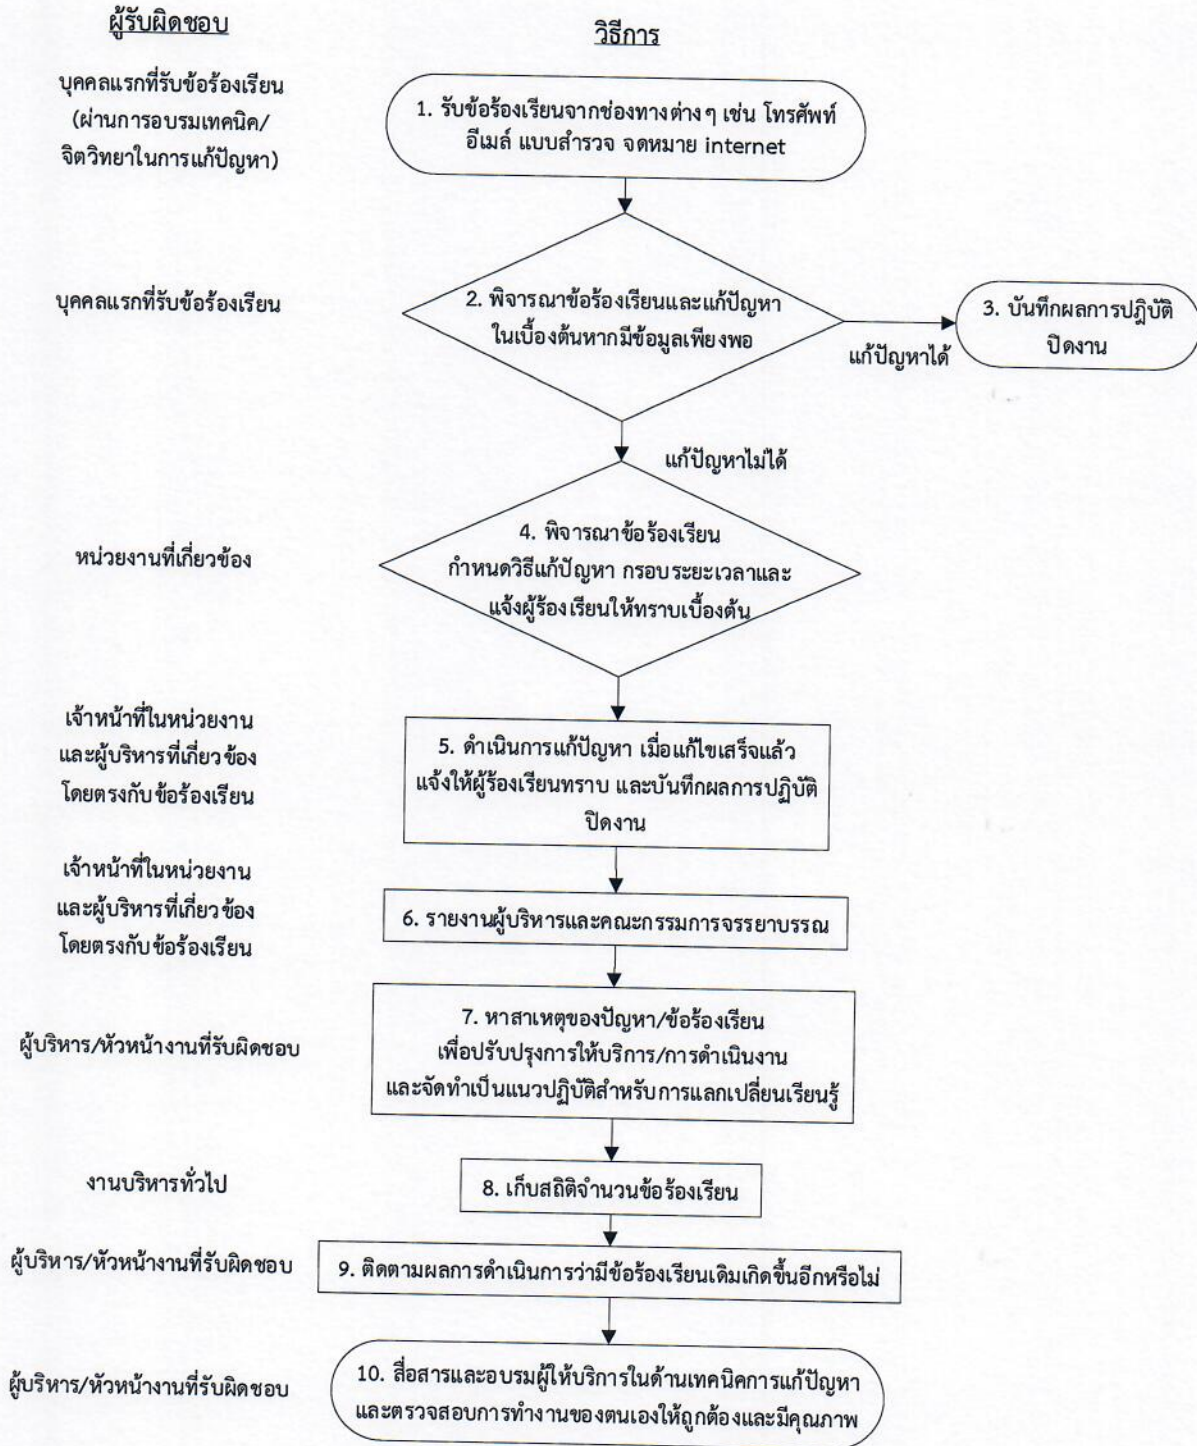 ผู้รับผิดชอบ
วิธีการ
บุคคลแรกที่รับข้อร้องเรียน
(ผ่านการอบรมเทคนิค/
จิตวิทยาในการแก้ปัญหา)
1. รับข้อร้องเรียนจากช่องทางต่างๆ เช่น โทรศัพท์
อีเมล์ แบบสำรวจ จดหมาย internet
บุคคลแรกที่รับข้อร้องเรียน
2. พิจารณาข้อร้องเรียนและแก้ปัญหา
ในเบื้องต้นหากมีข้อมูลเพียงพอ
แก้ปัญหาได้
3. บันทึกผลการปฏิบัติ
ปิดงาน
แก้ปัญหาไม่ได้
หน่วยงานที่เกี่ยวข้อง
4. พิจารณาข้อร้องเรียน
กำหนดวิธีแก้ปัญหา กรอบระยะเวลาและ
แจ้งผู้ร้องเรียนให้ทราบเบื้องต้น
เจ้าหน้าที่ในหน่วยงาน
และผู้บริหารที่เกี่ยวข้อง
โดยตรงกับข้อร้องเรียน
5. ดำเนินการแก้ปัญหา เมื่อแก้ไขเสร็จแล้ว
แจ้งให้ผู้ร้องเรียนทราบ และบันทึกผลการปฏิบัติ
ปิดงาน
เจ้าหน้าที่ในหน่วยงาน
และผู้บริหารที่เกี่ยวข้อง
โดยตรงกับข้อร้องเรียน
6. รายงานผู้บริหารและคณะกรรมการจรรยาบรรณ
ผู้บริหาร/หัวหน้างานที่รับผิดชอบ
7. หาสาเหตุของปัญหา/ข้อร้องเรียน
เพื่อปรับปรุงการให้บริการ/การดำเนินงาน
และจัดทำเป็นแนวปฏิบัติสำหรับการแลกเปลี่ยนเรียนรู้
งานบริหารทั่วไป
8. เก็บสถิติจำนวนข้อร้องเรียน
ผู้บริหาร/หัวหน้างานที่รับผิดชอบ
9. ติดตามผลการดำเนินการว่ามีข้อร้องเรียนเดิมเกิดขึ้นอีกหรือไม่
ผู้บริหาร/หัวหน้างานที่รับผิดชอบ
10. สื่อสารและอบรมผู้ให้บริการในด้านเทคนิคการแก้ปัญหา
และตรวจสอบการทำงานของตนเองให้ถูกต้องและมีคุณภาพ